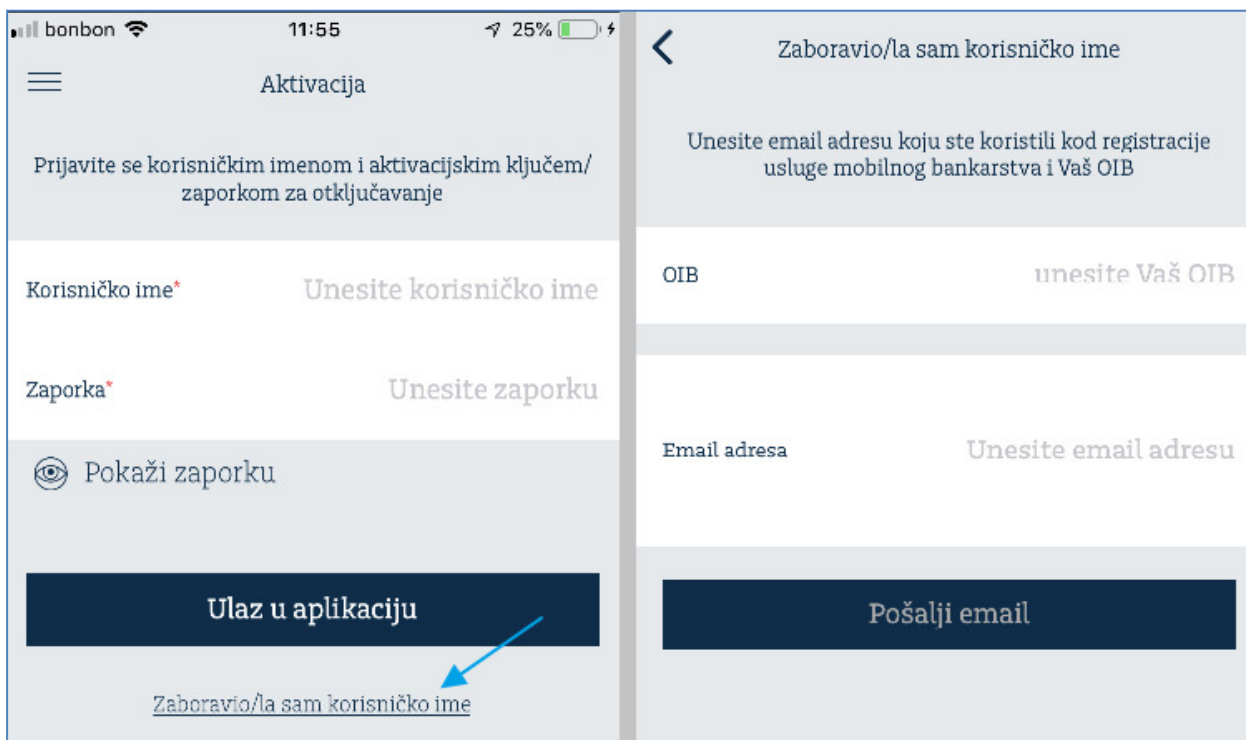 bonbon 11:55 25%
Aktivacija
Prijavite se korisničkim imenom i aktivacijskim ključem/
zaporkom za otključavanje
Korisničko ime* Unesite korisničko ime
Zaporka* Unesite zaporku
Pokaži zaporku
Ulaz u aplikaciju
Zaboravio/la sam korisničko ime
Zaboravio/la sam korisničko ime
Unesite email adresu koju ste koristili kod registracije
usluge mobilnog bankarstva i Vaš OIB
OIB unesite Vaš OIB
Email adresa Unesite email adresu
Pošalji email